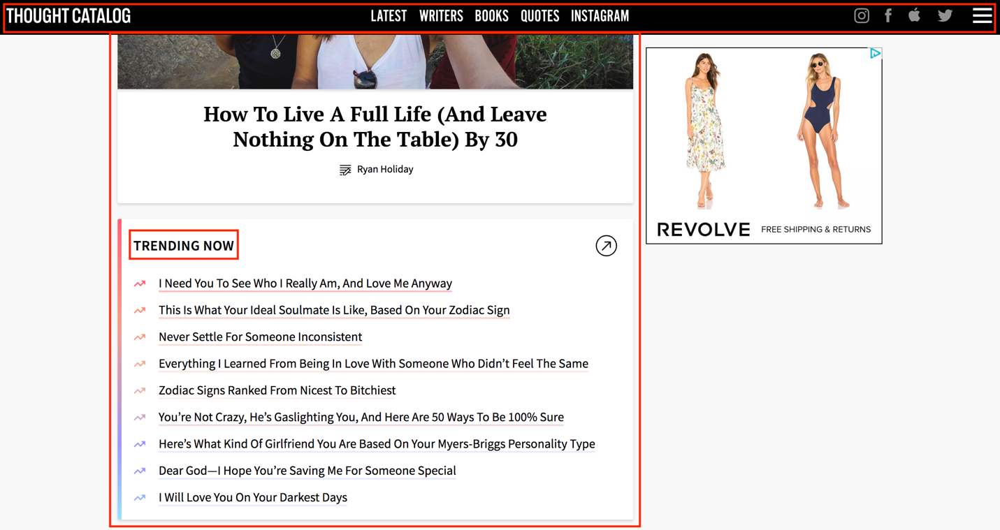 THOUGHT CATALOG
LATEST WRITERS BOOKS QUOTES INSTAGRAM
How To Live A Full Life (And Leave
Nothing On The Table) By 30
Ryan Holiday
REVOLVE FREE SHIPPING & RETURNS
TRENDING NOW
I Need You To See Who I Really Am, And Love Me Anyway
This Is What Your Ideal Soulmate Is Like, Based On Your Zodiac Sign
Never Settle For Someone Inconsistent
Everything I Learned From Being In Love With Someone Who Didn’t Feel The Same
Zodiac Signs Ranked From Nicest To Bitchiest
You’re Not Crazy, He’s Gaslighting You, And Here Are 50 Ways To Be 100% Sure
Here’s What Kind Of Girlfriend You Are Based On Your Myers-Briggs Personality Type
Dear God—I Hope You’re Saving Me For Someone Special
I Will Love You On Your Darkest Days